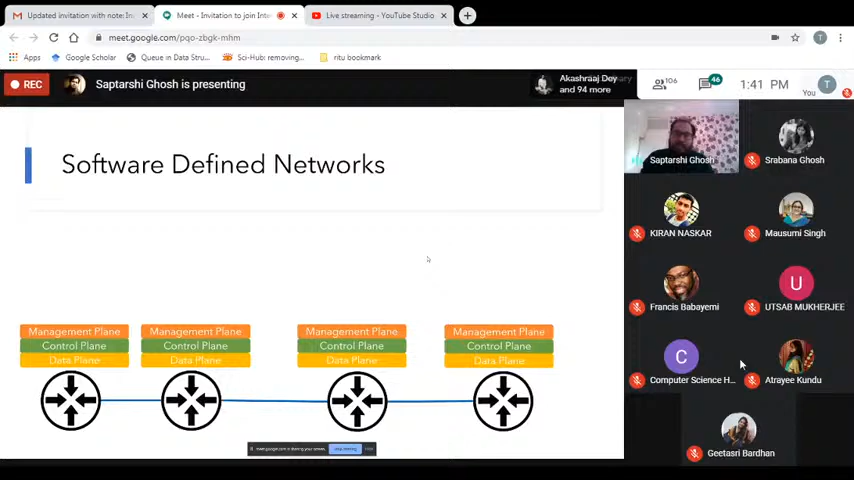 Updated invitation with note: In
Meet - Invitation to join Inte
Live streaming - YouTube Studio
meet.google.com/pqo-zbgk-mhm
T
Apps
Google Scholar
Queue in Data Stru...
Sci-Hub: removing...
ritu bookmark
REC
Saptarshi Ghosh is presenting
Akashraaj Dey
and 94 more
106
46
1:41 PM
You
T
Software Defined Networks
Management Plane
Control Plane
Data Plane
Management Plane
Control Plane
Data Plane
Management Plane
Control Plane
Data Plane
Management Plane
Control Plane
Data Plane
Saptarshi Ghosh
Srabana Ghosh
KIRAN NASKAR
Mausumi Singh
Francis Babayemi
U
UTSAB MUKHERJEE
C
Computer Science H...
Atrayee Kundu
Geetasri Bardhan